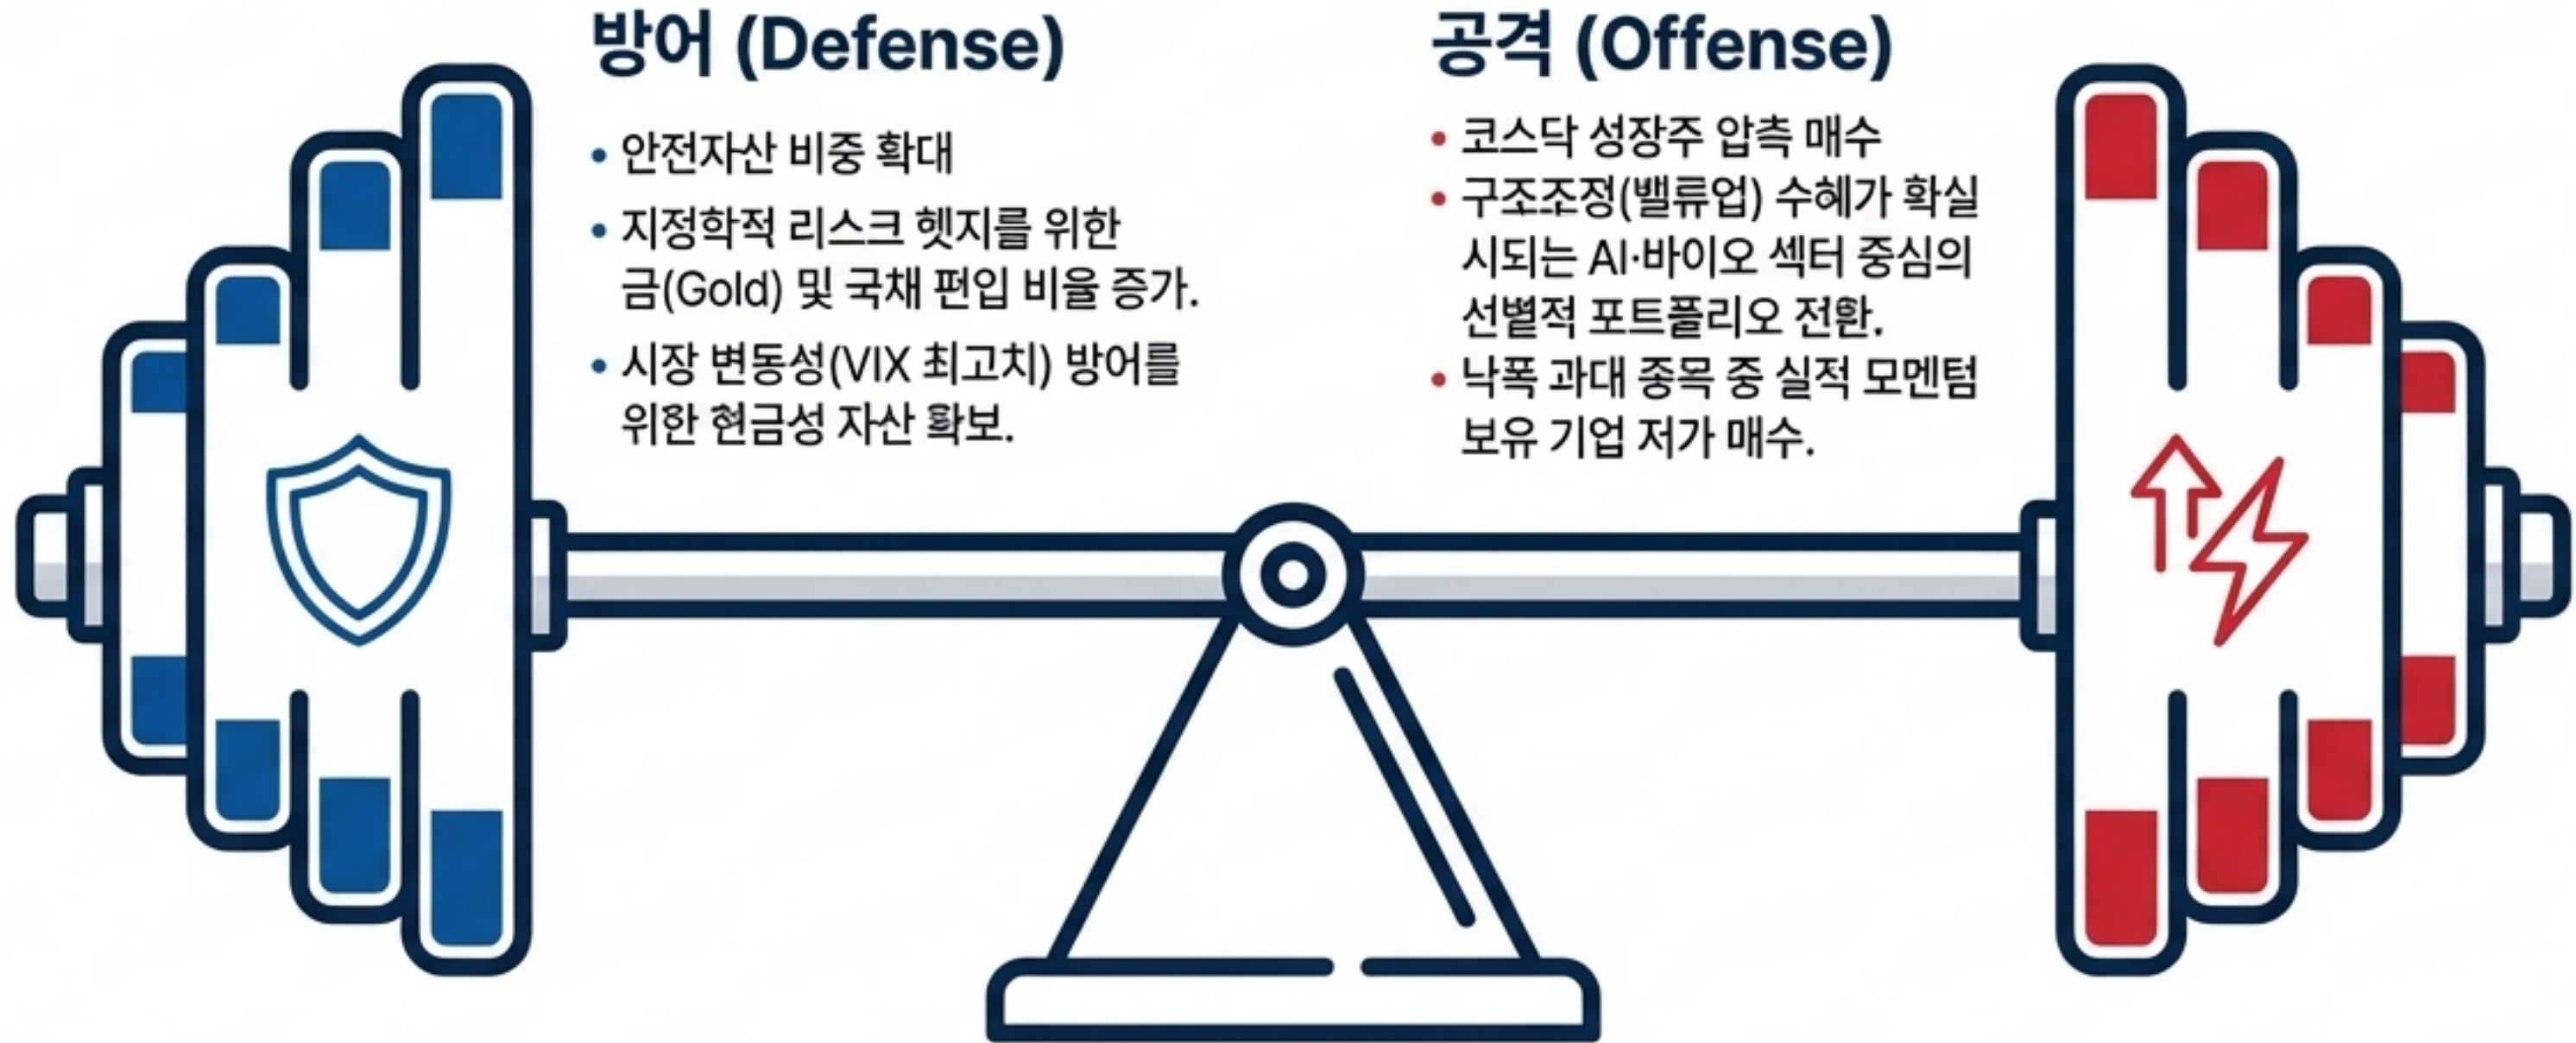 방어 (Defense)
• 안전자산 비중 확대
• 지정학적 리스크 헷지를 위한
금(Gold) 및 국채 편입 비율 증가.
• 시장 변동성(VIX 최고치) 방어를
위한 현금성 자산 확보.
공격 (Offense)
• 코스닥 성장주 압축 매수
• 구조조정(밸류업) 수혜가 확실
시되는 AI·바이오 섹터 중심의
선별적 포트폴리오 전환.
• 낙폭 과대 종목 중 실적 모멘텀
보유 기업 저가 매수.